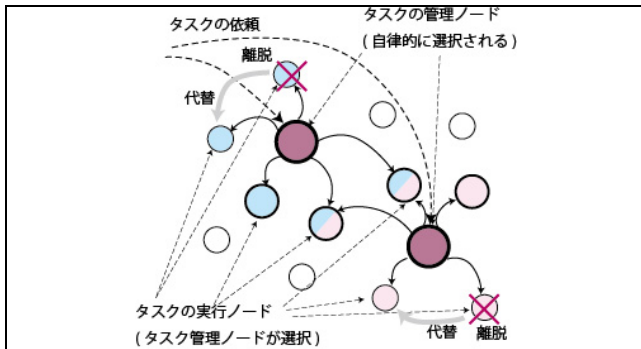 タスクの依頼
タスクの管理ノード
(自律的に選択される)
離脱
代替
タスクの実行ノード
(タスク管理ノードが選択)
代替
離脱